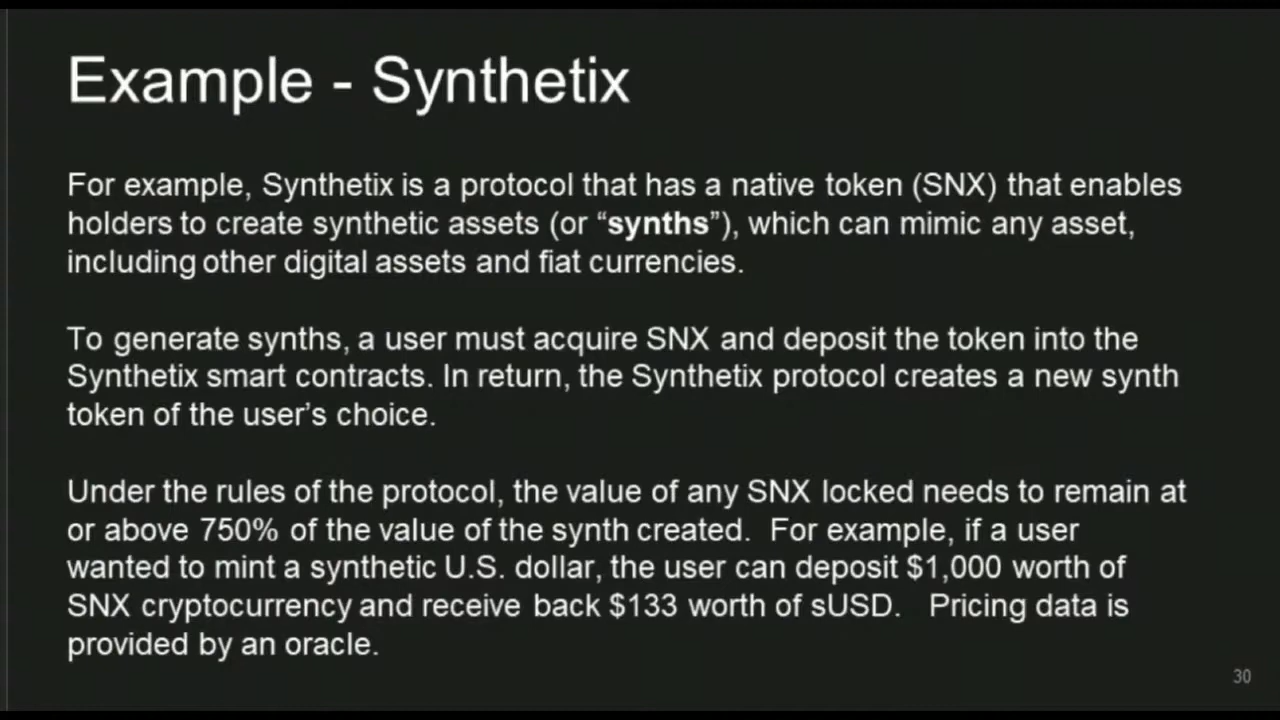 Example - Synthetix
For example, Synthetix is a protocol that has a native token (SNX) that enables
holders to create synthetic assets (or “synths”), which can mimic any asset,
including other digital assets and fiat currencies.
To generate synths, a user must acquire SNX and deposit the token into the
Synthetix smart contracts. In return, the Synthetix protocol creates a new synth
token of the user’s choice.
Under the rules of the protocol, the value of any SNX locked needs to remain at
or above 750% of the value of the synth created.  For example, if a user
wanted to mint a synthetic U.S. dollar, the user can deposit $1,000 worth of
SNX cryptocurrency and receive back $133 worth of sUSD.   Pricing data is
provided by an oracle.
30